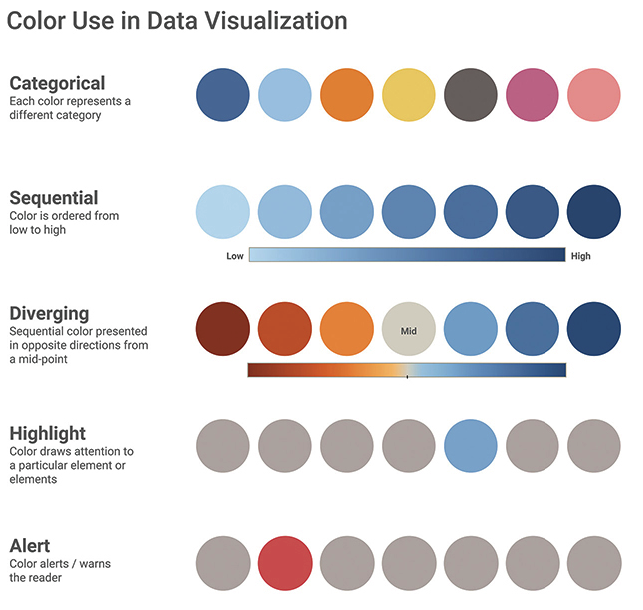 Color Use in Data Visualization
Categorical
Each color represents a
different category
Sequential
Color is ordered from
low to high
Low
High
Diverging
Sequential color presented
in opposite directions from
a mid-point
Mid
Highlight
Color draws attention to
a particular element or
elements
Alert
Color alerts / warns
the reader